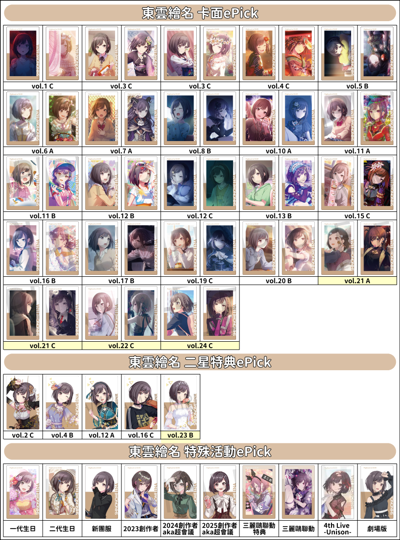 東雲繪名 卡面ePick
vol.1 C vol.3 C vol.3 C vol.4 C vol.5 B
vol.6 A vol.7 A vol.8 B vol.10 A vol.11 A
vol.11 B vol.12 B vol.12 C vol.13 B vol.15 C
vol.16 B vol.17 B vol.19 C vol.20 B vol.21 A
vol.21 C vol.22 C vol.24 C
東雲繪名 二星特典ePick
vol.2 C vol.4 B vol.12 A vol.16 C vol.23 B
東雲繪名 特殊活動ePick
一代生日 二代生日 新團服 2023創作者 2024創作者 2025創作者 三麗鷗聯動 三麗鷗聯動 4th Live 劇場版
aka超會議 aka超會議 特典 -Unison-